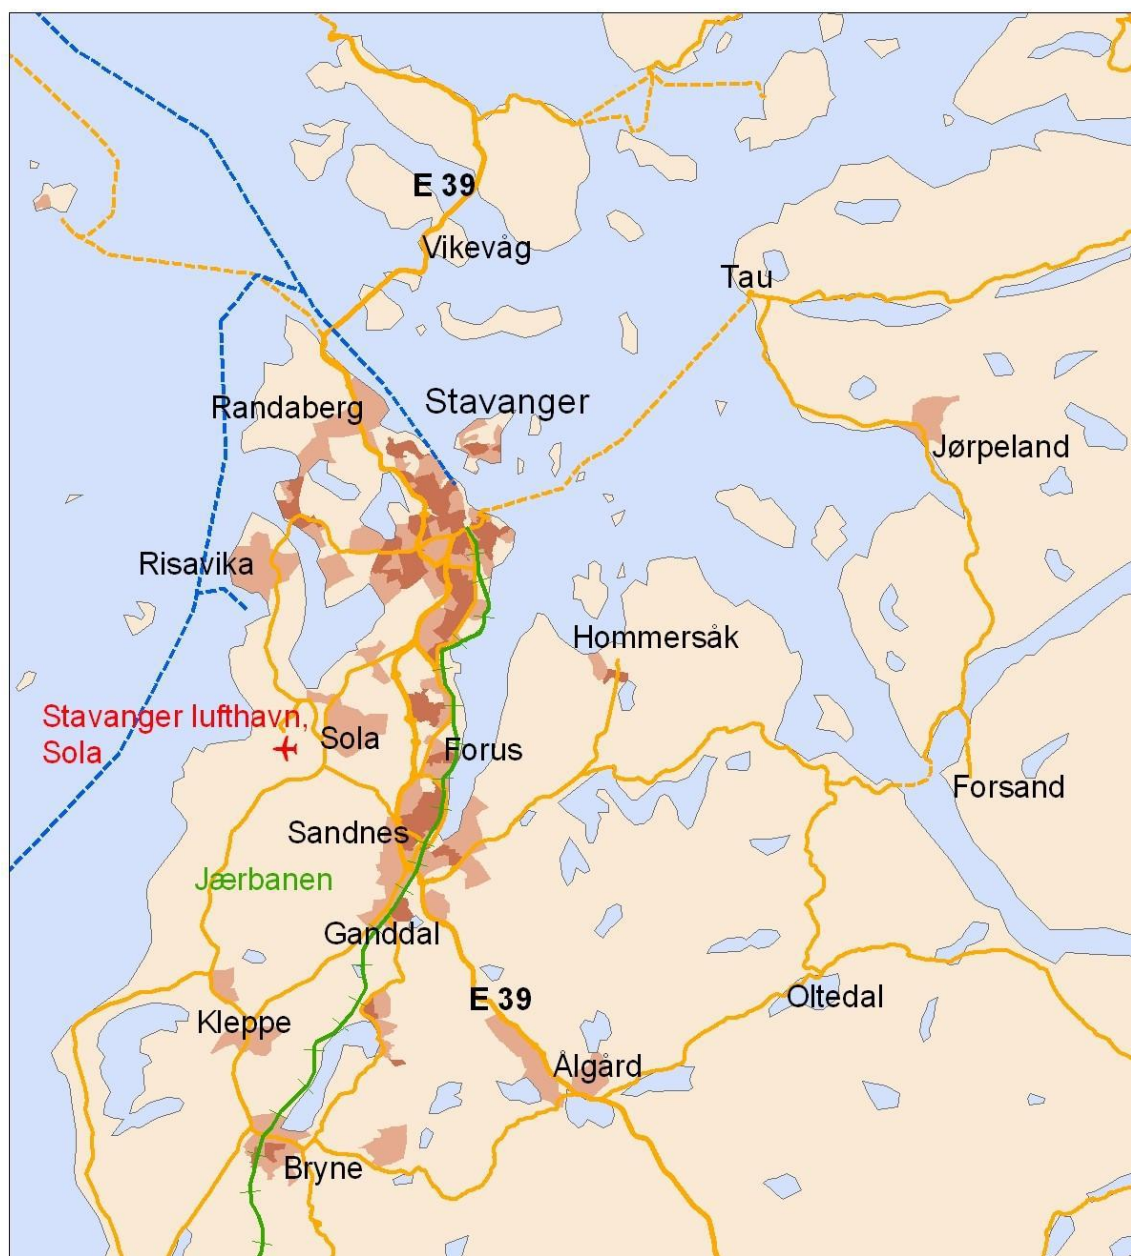 E 39
Vikevåg
Tau
Stavanger
Randaberg
Jørpeland
Risavika
Hommersåk
Stavanger lufthavn,
Sola
Sola
Forus
Forsand
Sandnes
Jærbanen
Ganddal
Oltedal
E 39
Kleppe
Ålgård
Bryne